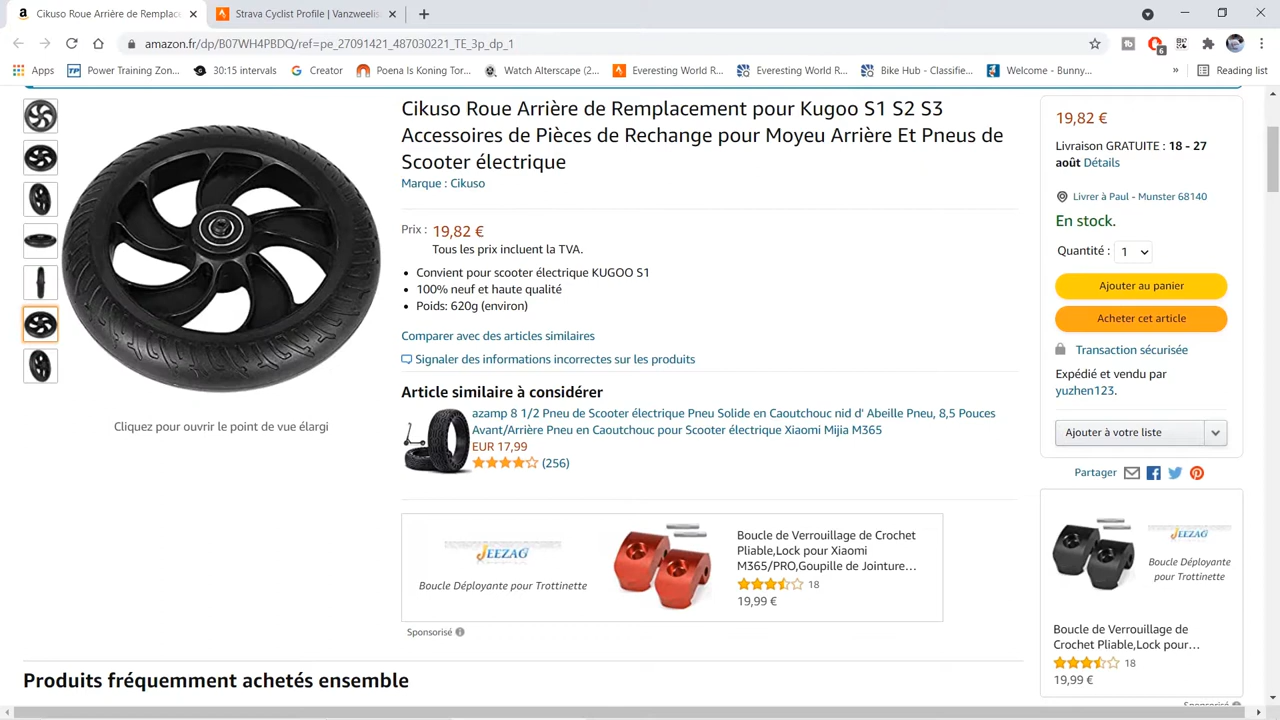 Cikuso Roue Arrière de Remplace
Strava Cyclist Profile | Vanzweelis
amazon.fr/dp/B07WH4PBDQ/ref=pe_27091421_487030221_TE_3p_dp_1
6
Apps
Power Training Zon...
30:15 intervals
Creator
Poena Is Koning Tor...
Watch Alterscape (2...
Everesting World R...
Everesting World R...
Bike Hub - Classifie...
Welcome - Bunny...
»
Reading list
Cikuso Roue Arrière de Remplacement pour Kugoo S1 S2 S3
Accessoires de Pièces de Rechange pour Moyeu Arrière Et Pneus de
Scooter électrique
Marque : Cikuso
Prix : 19,82 €
Tous les prix incluent la TVA.
• Convient pour scooter électrique KUGOO S1
• 100% neuf et haute qualité
• Poids: 620g (environ)
Comparer avec des articles similaires
Signaler des informations incorrectes sur les produits
Cliquez pour ouvrir le point de vue élargi
Article similaire à considérer
azamp 8 1/2 Pneu de Scooter électrique Pneu Solide en Caoutchouc nid d' Abeille Pneu, 8,5 Pouces
Avant/Arrière Pneu en Caoutchouc pour Scooter électrique Xiaomi Mijia M365
EUR 17,99
(256)
JEEZAG
Boucle Déployante pour Trottinette
Boucle de Verrouillage de Crochet
Pliable,Lock pour Xiaomi
M365/PRO,Goupille de Jointure...
18
19,99 €
Sponsorisé
Produits fréquemment achetés ensemble
19,82 €
Livraison GRATUITE : 18 - 27
août Détails
Livrer à Paul - Munster 68140
En stock.
Quantité : 1
Ajouter au panier
Acheter cet article
Transaction sécurisée
Expédié et vendu par
yuzhen123.
Ajouter à votre liste
Partager
JEEZAG
Boucle Déployante
pour Trottinette
Boucle de Verrouillage de
Crochet Pliable,Lock pour...
18
19,99 €
Sponsorisé